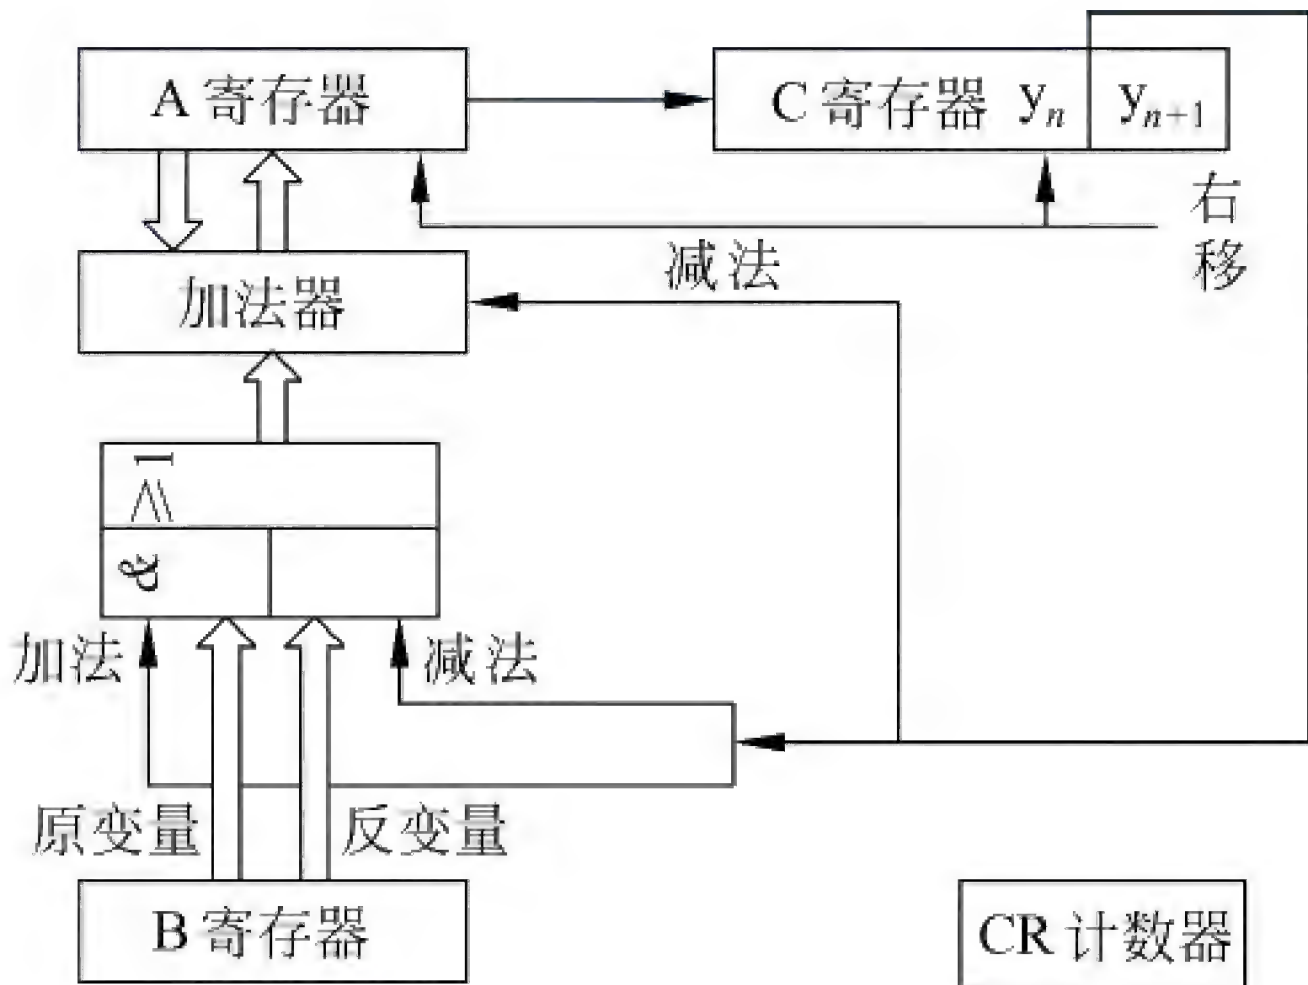 A 寄存器
C 寄存器 yₙ yₙ₊₁
右移
减法
加法器
≥1
&
加法
减法
原变量
反变量
B 寄存器
CR 计数器